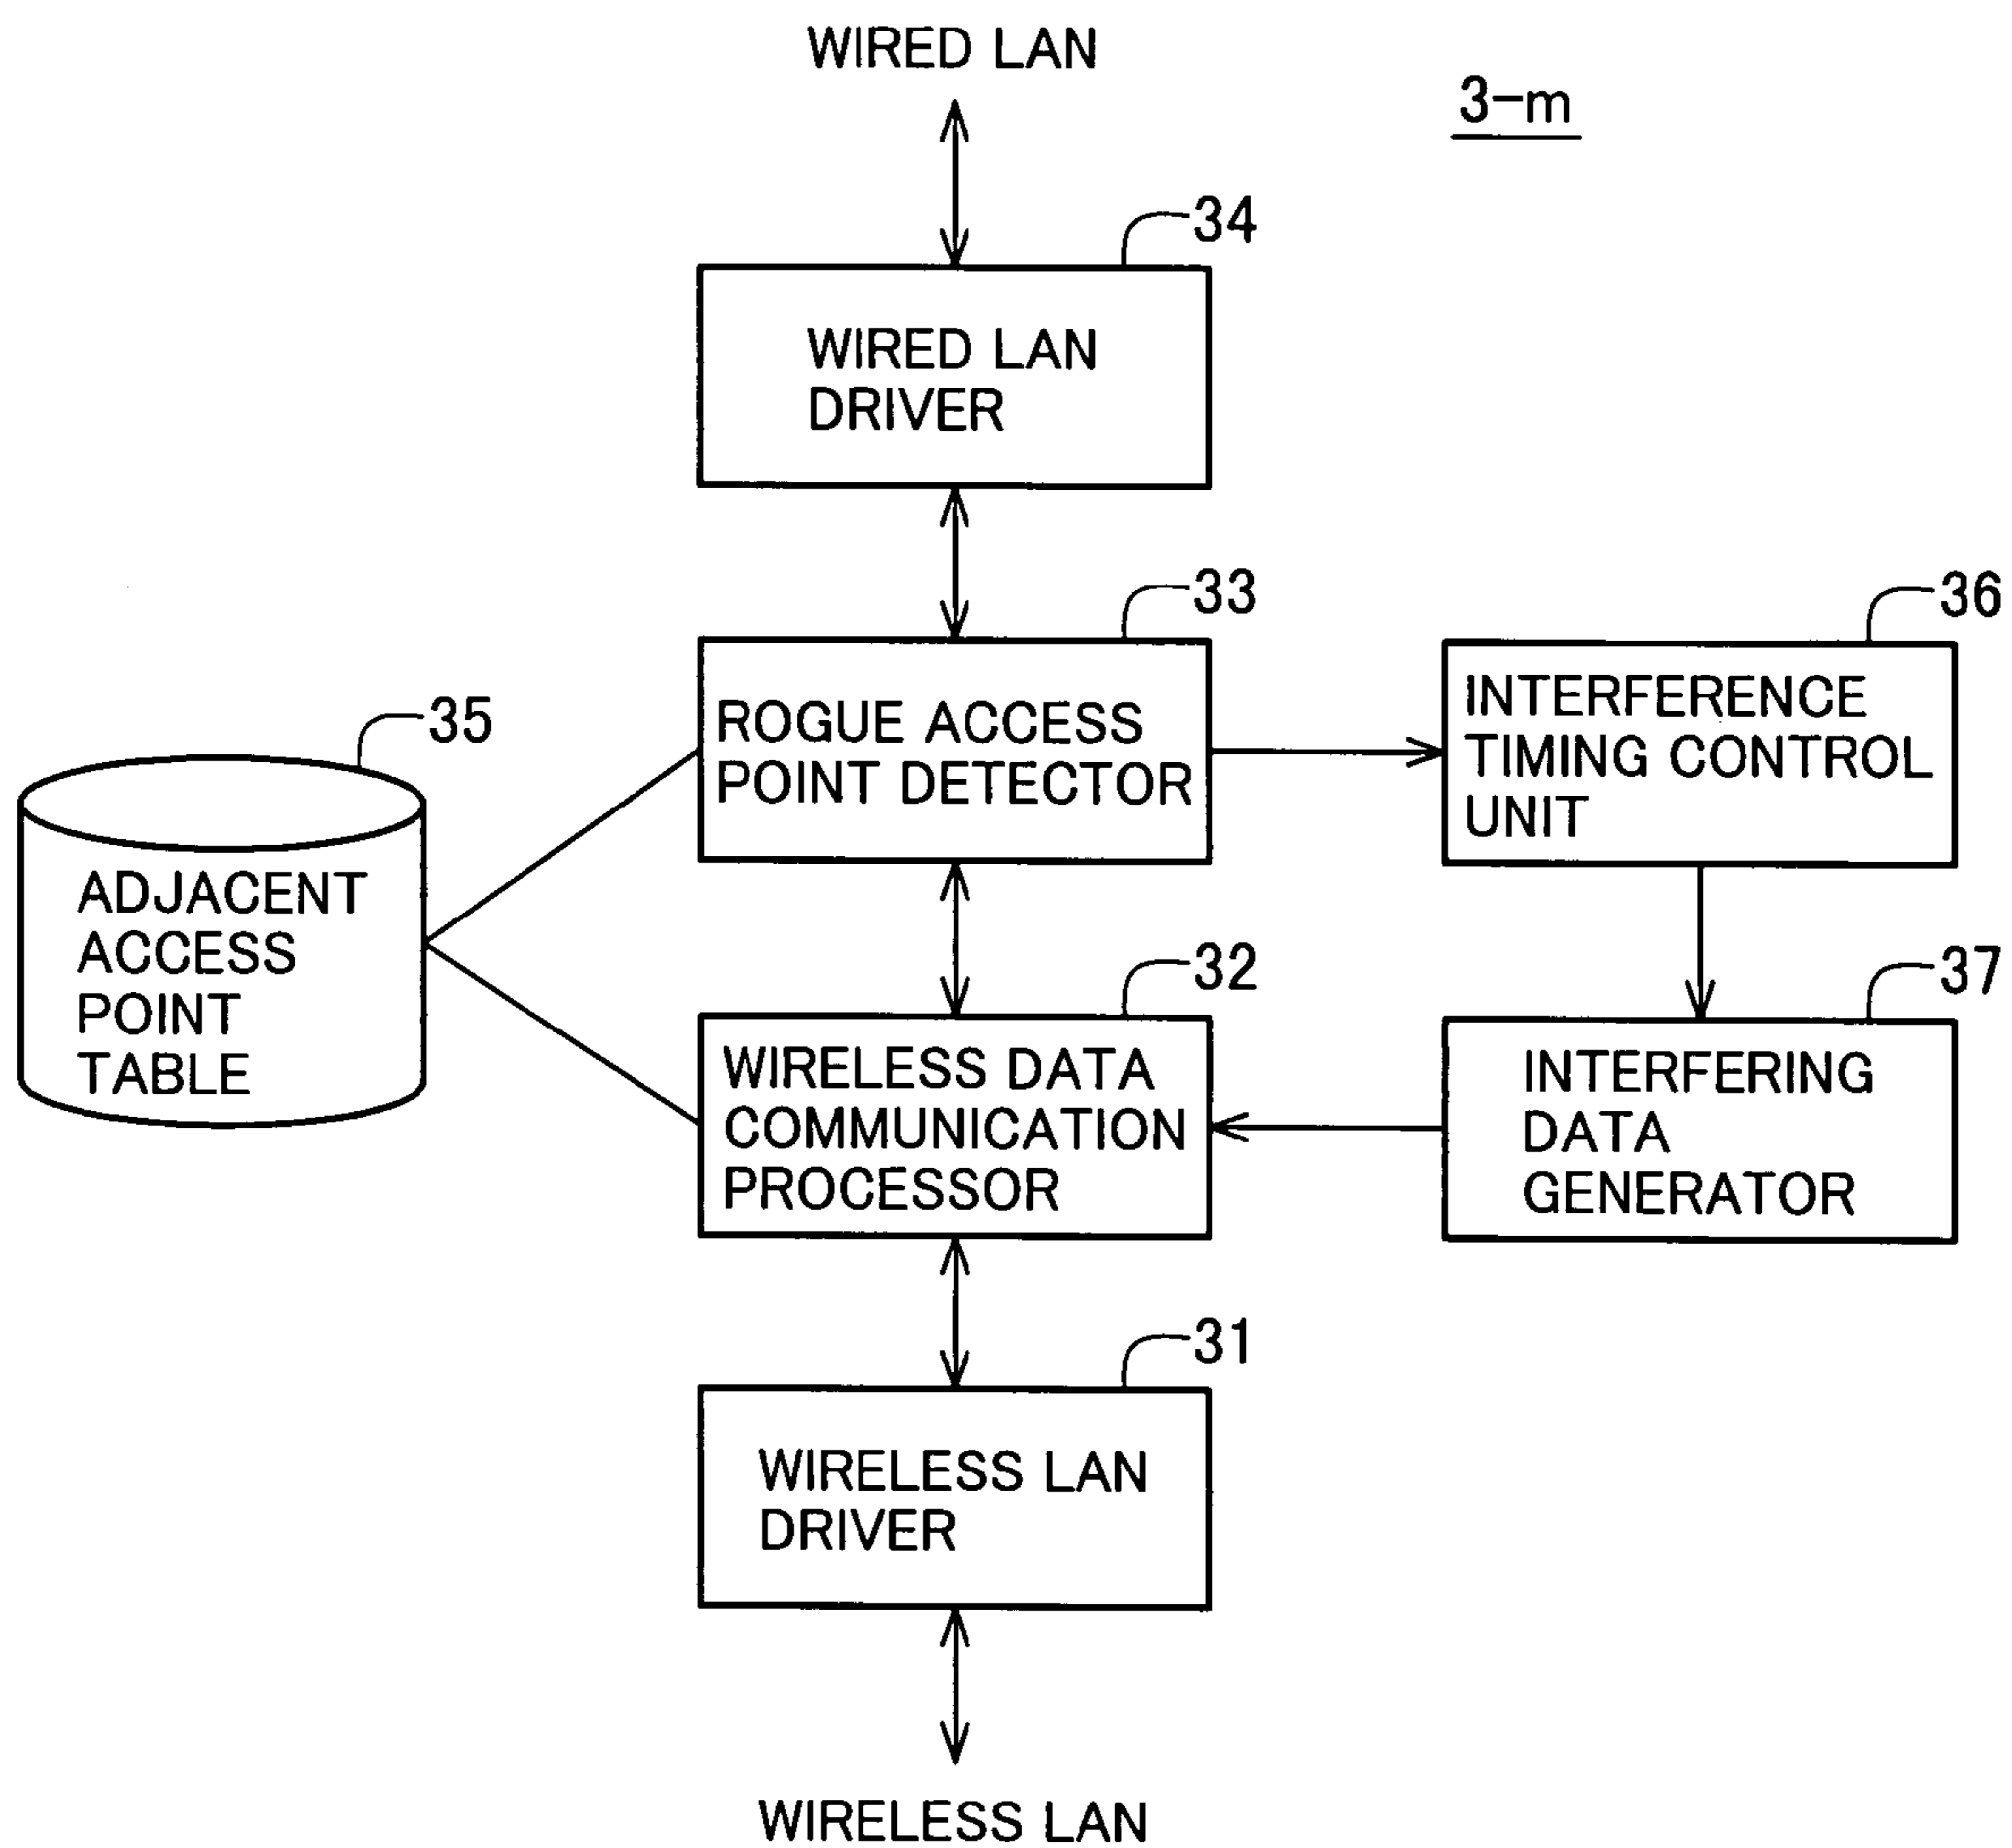 WIRED LAN
3-m
34
WIRED LAN
DRIVER
33
36
ROGUE ACCESS
POINT DETECTOR
INTERFERENCE
TIMING CONTROL
UNIT
35
ADJACENT
ACCESS
POINT
TABLE
32
37
WIRELESS DATA
COMMUNICATION
PROCESSOR
INTERFERING
DATA
GENERATOR
31
WIRELESS LAN
DRIVER
WIRELESS LAN